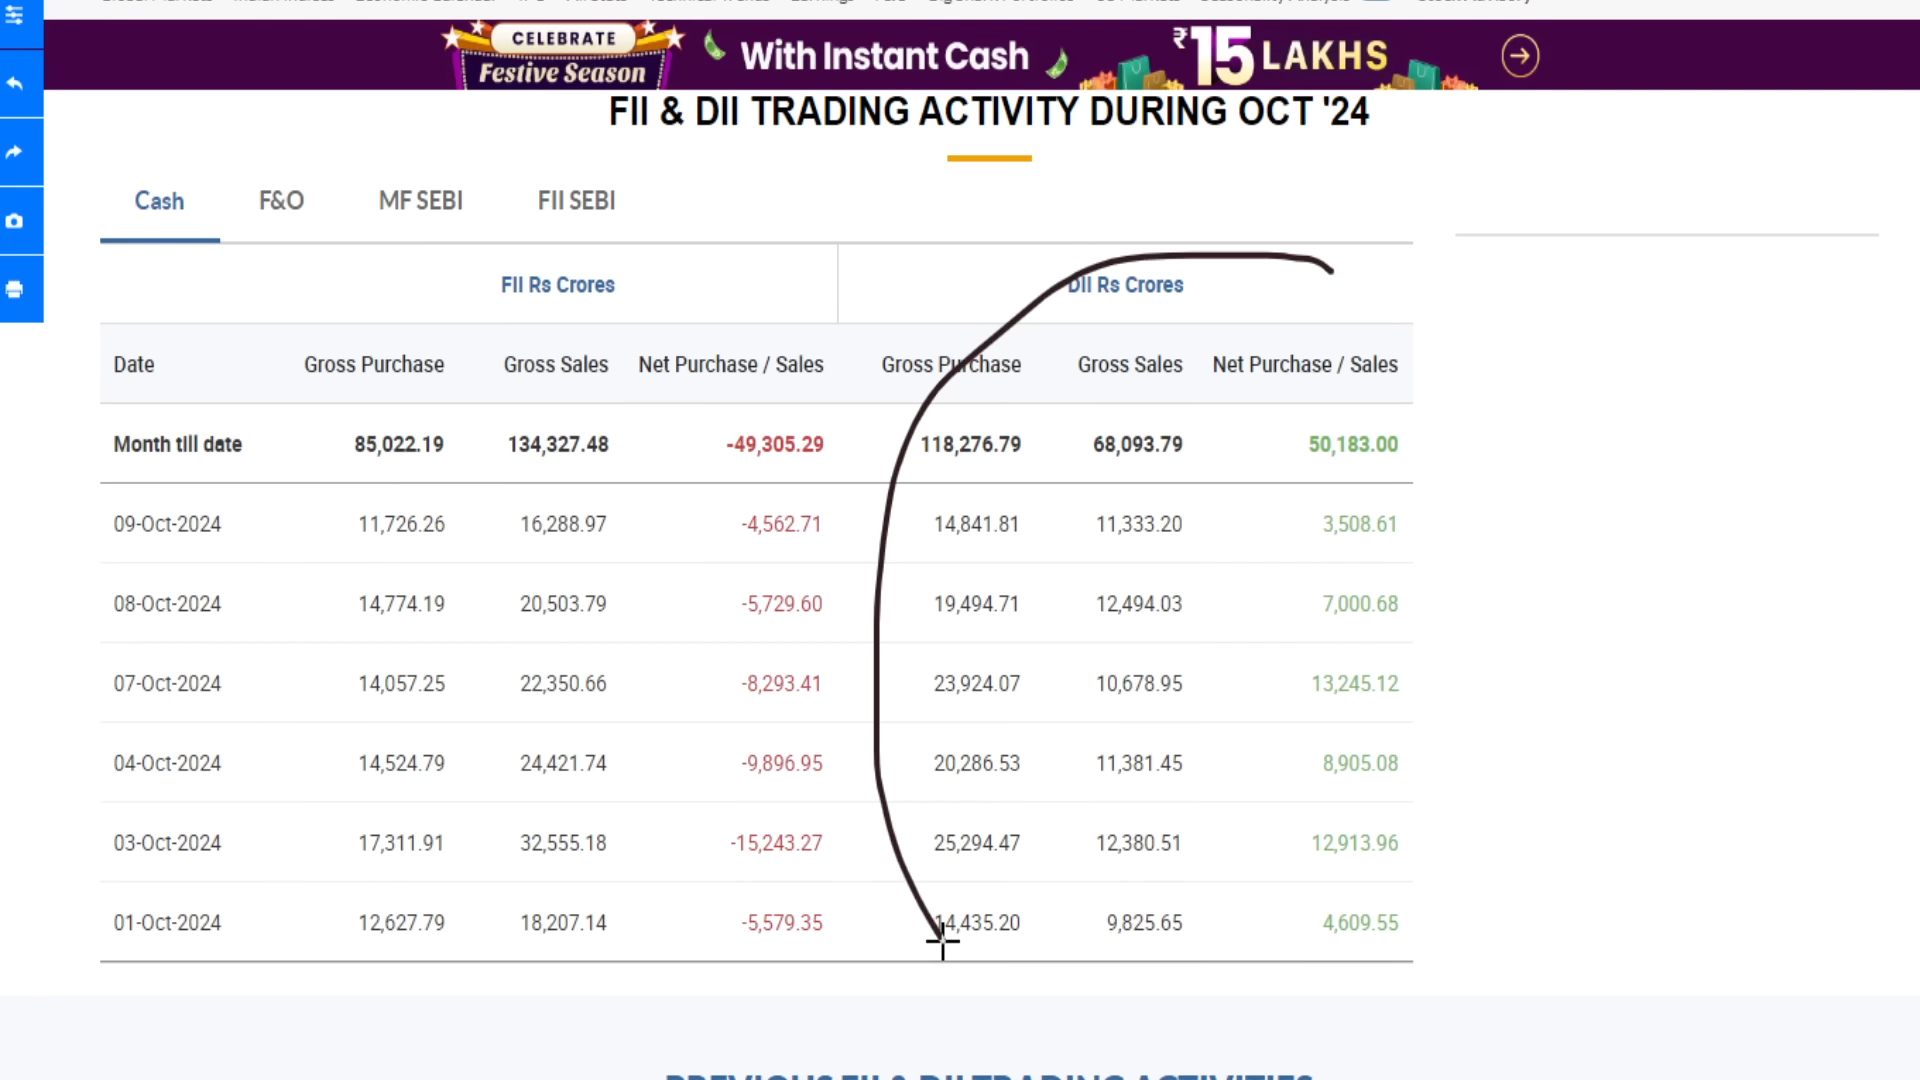 CELEBRATE
Festive Season
With Instant Cash
₹15 LAKHS
FII & DII TRADING ACTIVITY DURING OCT '24
Cash F&O MF SEBI FII SEBI
FII Rs Crores DII Rs Crores
Date Gross Purchase Gross Sales Net Purchase / Sales Gross Purchase Gross Sales Net Purchase / Sales
Month till date 85,022.19 134,327.48 -49,305.29 118,276.79 68,093.79 50,183.00
09-Oct-2024 11,726.26 16,288.97 -4,562.71 14,841.81 11,333.20 3,508.61
08-Oct-2024 14,774.19 20,503.79 -5,729.60 19,494.71 12,494.03 7,000.68
07-Oct-2024 14,057.25 22,350.66 -8,293.41 23,924.07 10,678.95 13,245.12
04-Oct-2024 14,524.79 24,421.74 -9,896.95 20,286.53 11,381.45 8,905.08
03-Oct-2024 17,311.91 32,555.18 -15,243.27 25,294.47 12,380.51 12,913.96
01-Oct-2024 12,627.79 18,207.14 -5,579.35 14,435.20 9,825.65 4,609.55
PREVIOUS FII & DII TRADING ACTIVITIES